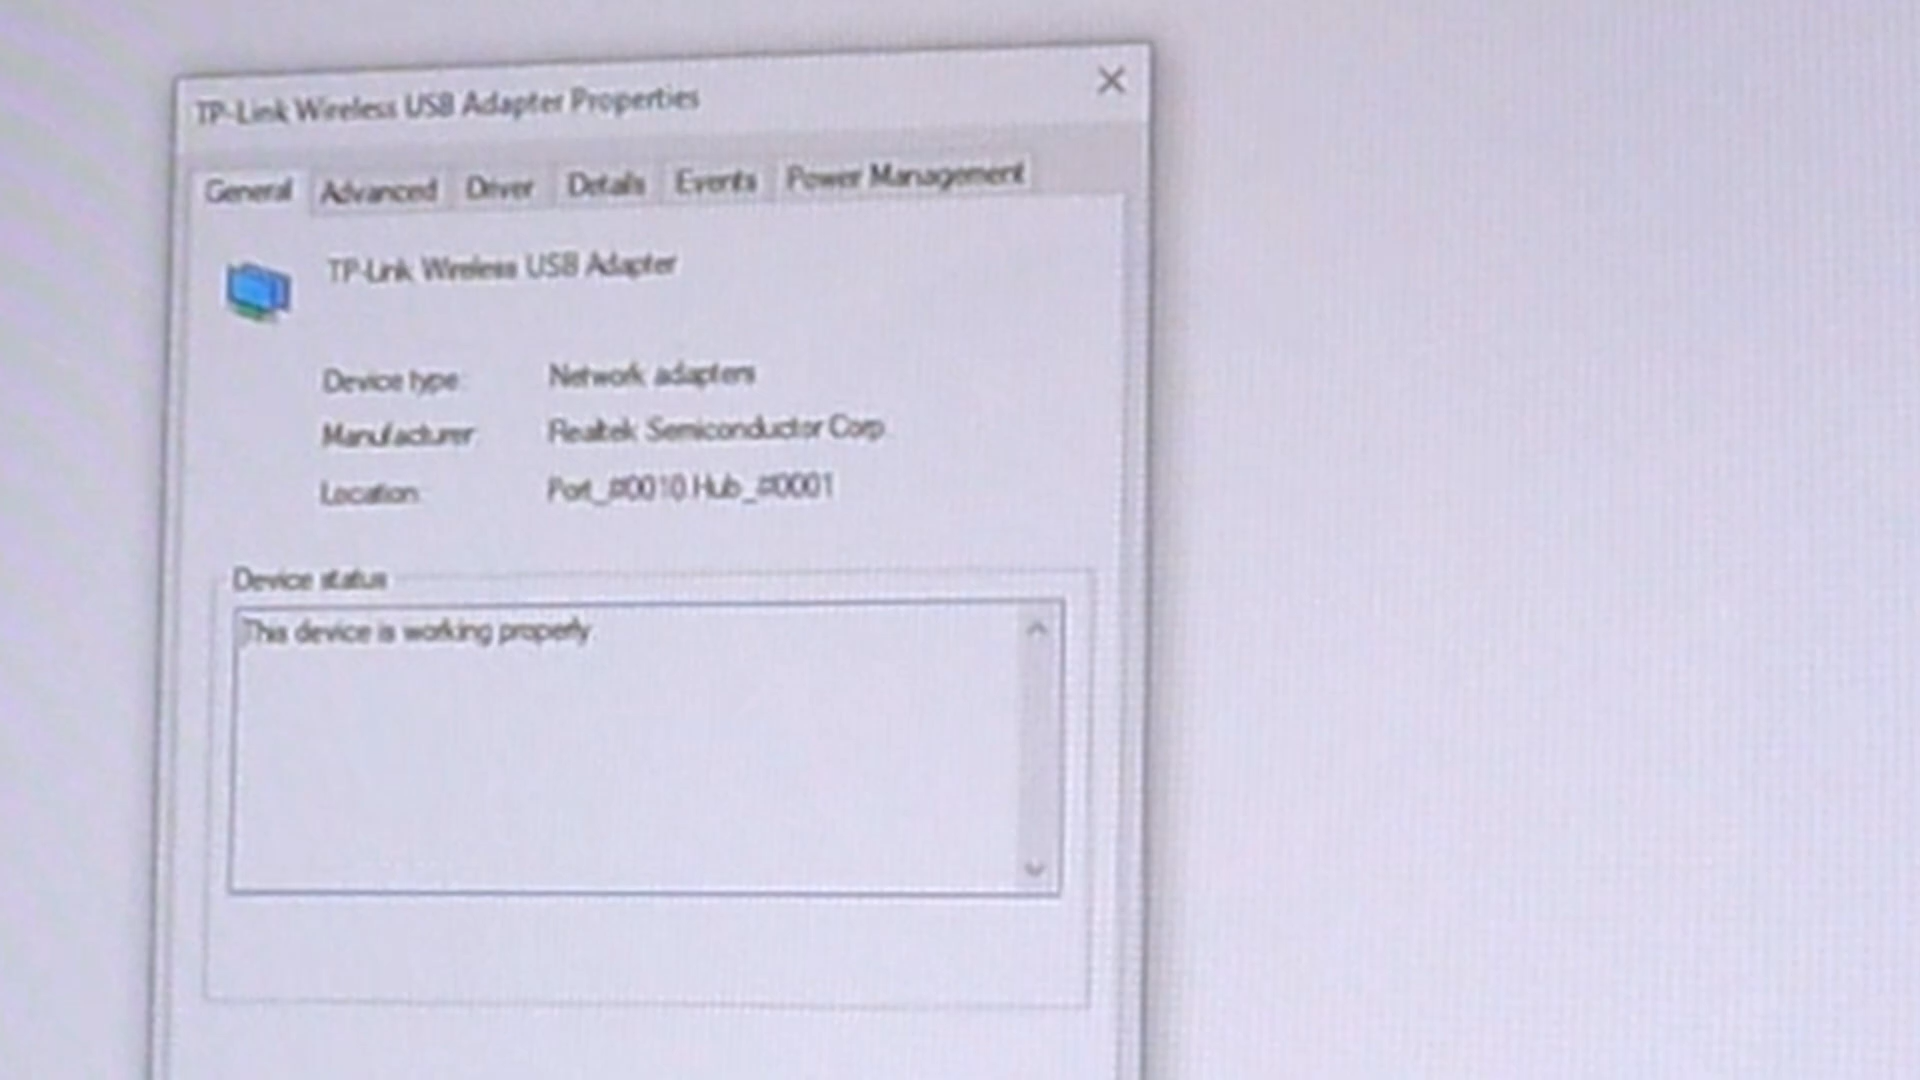 TP-Link Wireless USB Adapter Properties
General Advanced Driver Details Events Power Management
TP-Link Wireless USB Adapter
Device type: Network adapters
Manufacturer: Realtek Semiconductor Corp.
Location: Port_#0010.Hub_#0001
Device status
This device is working properly.